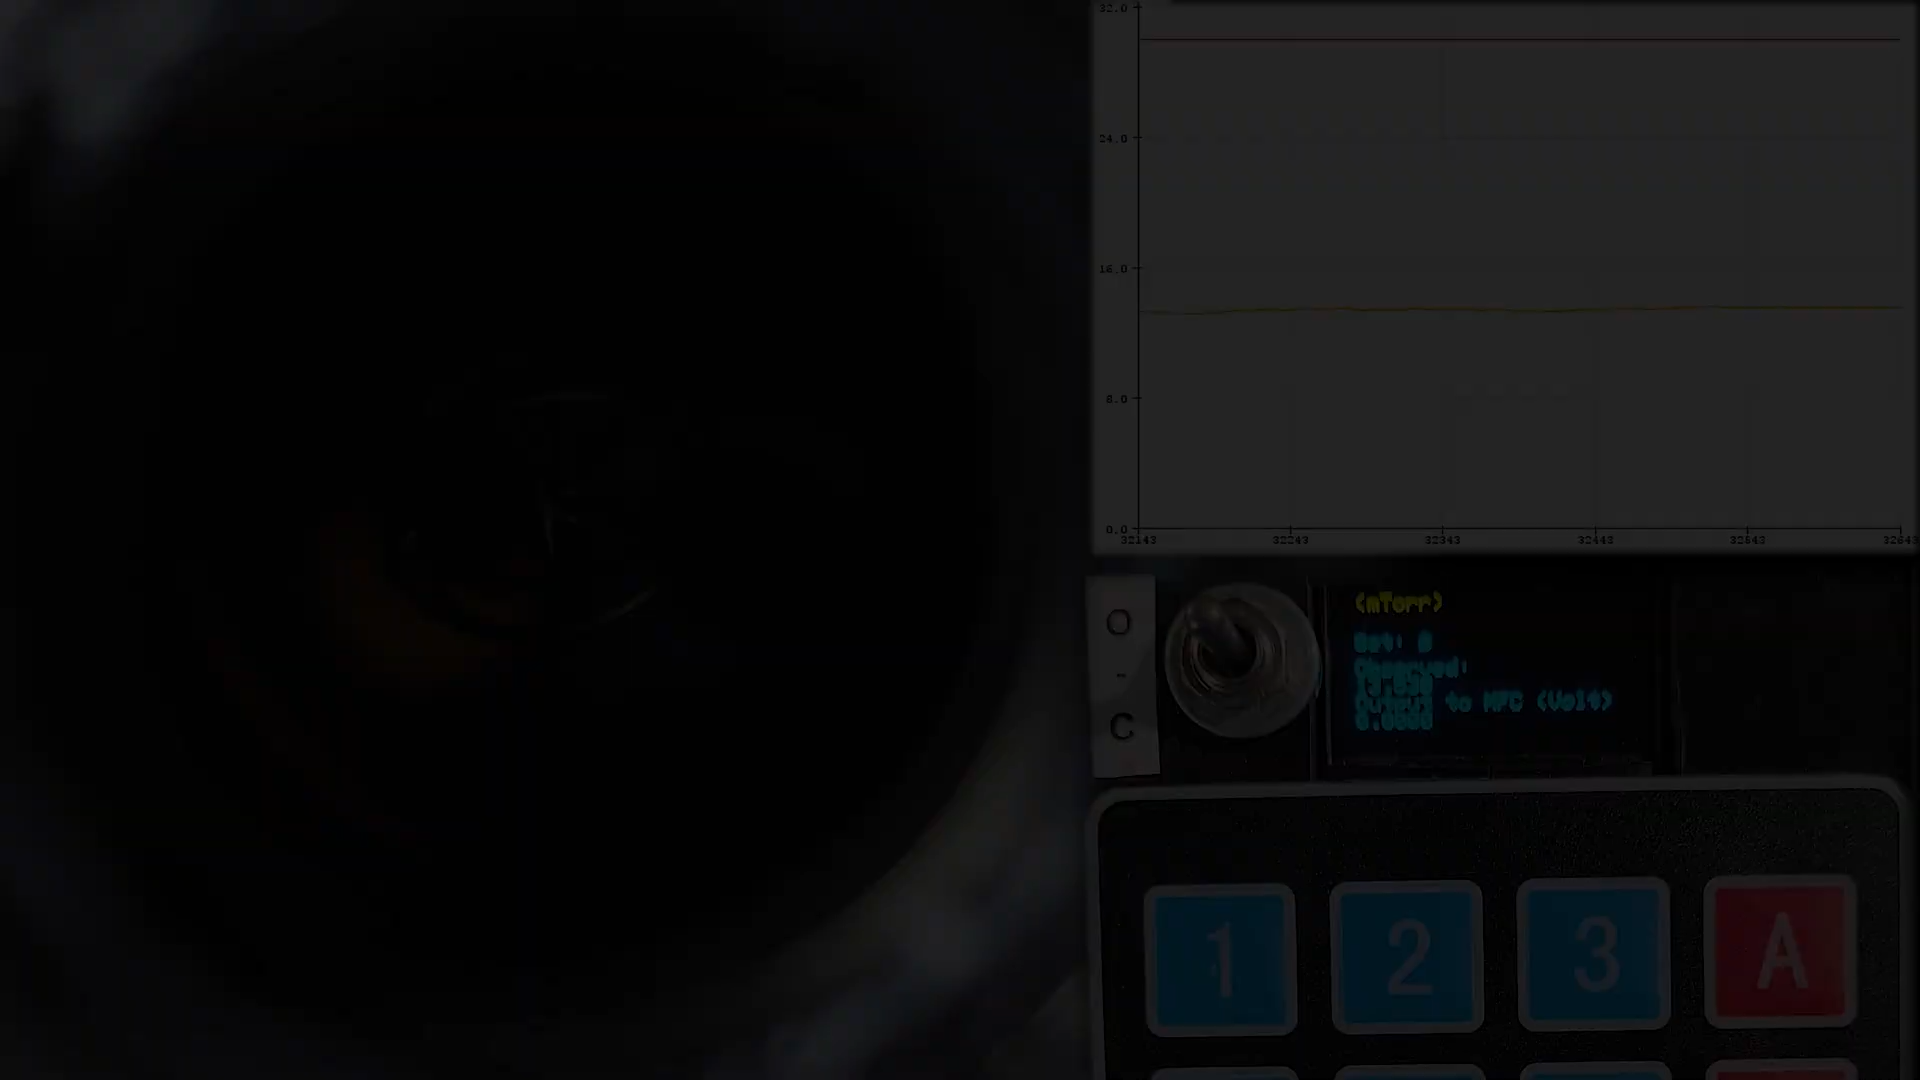 32.0
24.0
16.0
8.0
0.0
32143 32243 32343 32443 32543 32643
O
-
C
(mTorr)
Set: 0
Observed:
Output to MFC (Volt)
0.0000
1 2 3 A